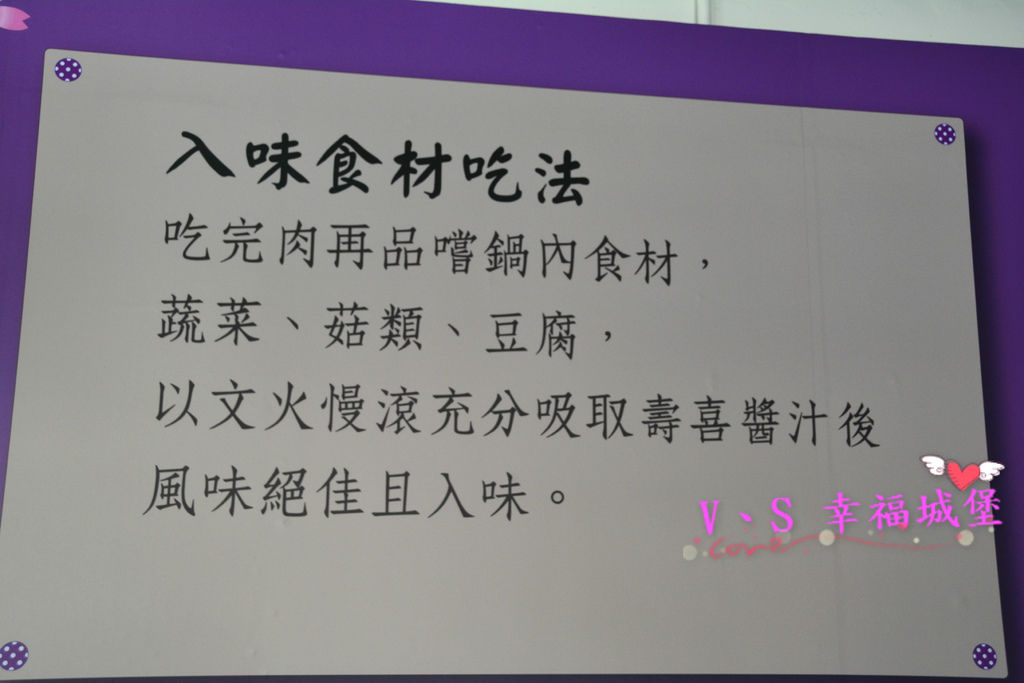 入味食材吃法
吃完肉再品嚐鍋內食材，
蔬菜、菇類、豆腐，
以文火慢滾充分吸取壽喜醬汁後
風味絕佳且入味。
V、S 幸福城堡
love